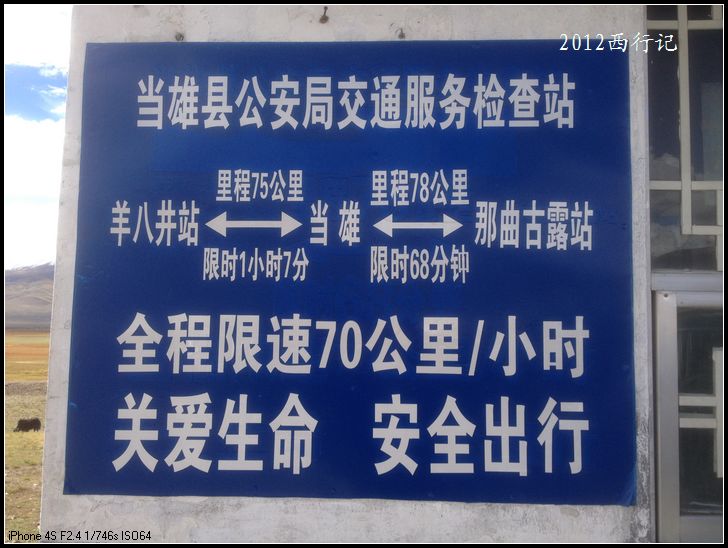 2012西行记
当雄县公安局交通服务检查站
里程75公里 里程78公里
羊八井站 当雄 那曲古露站
限时1小时7分 限时68分钟
全程限速70公里/小时
关爱生命 安全出行
iPhone 4S F2.4 1/746s ISO64